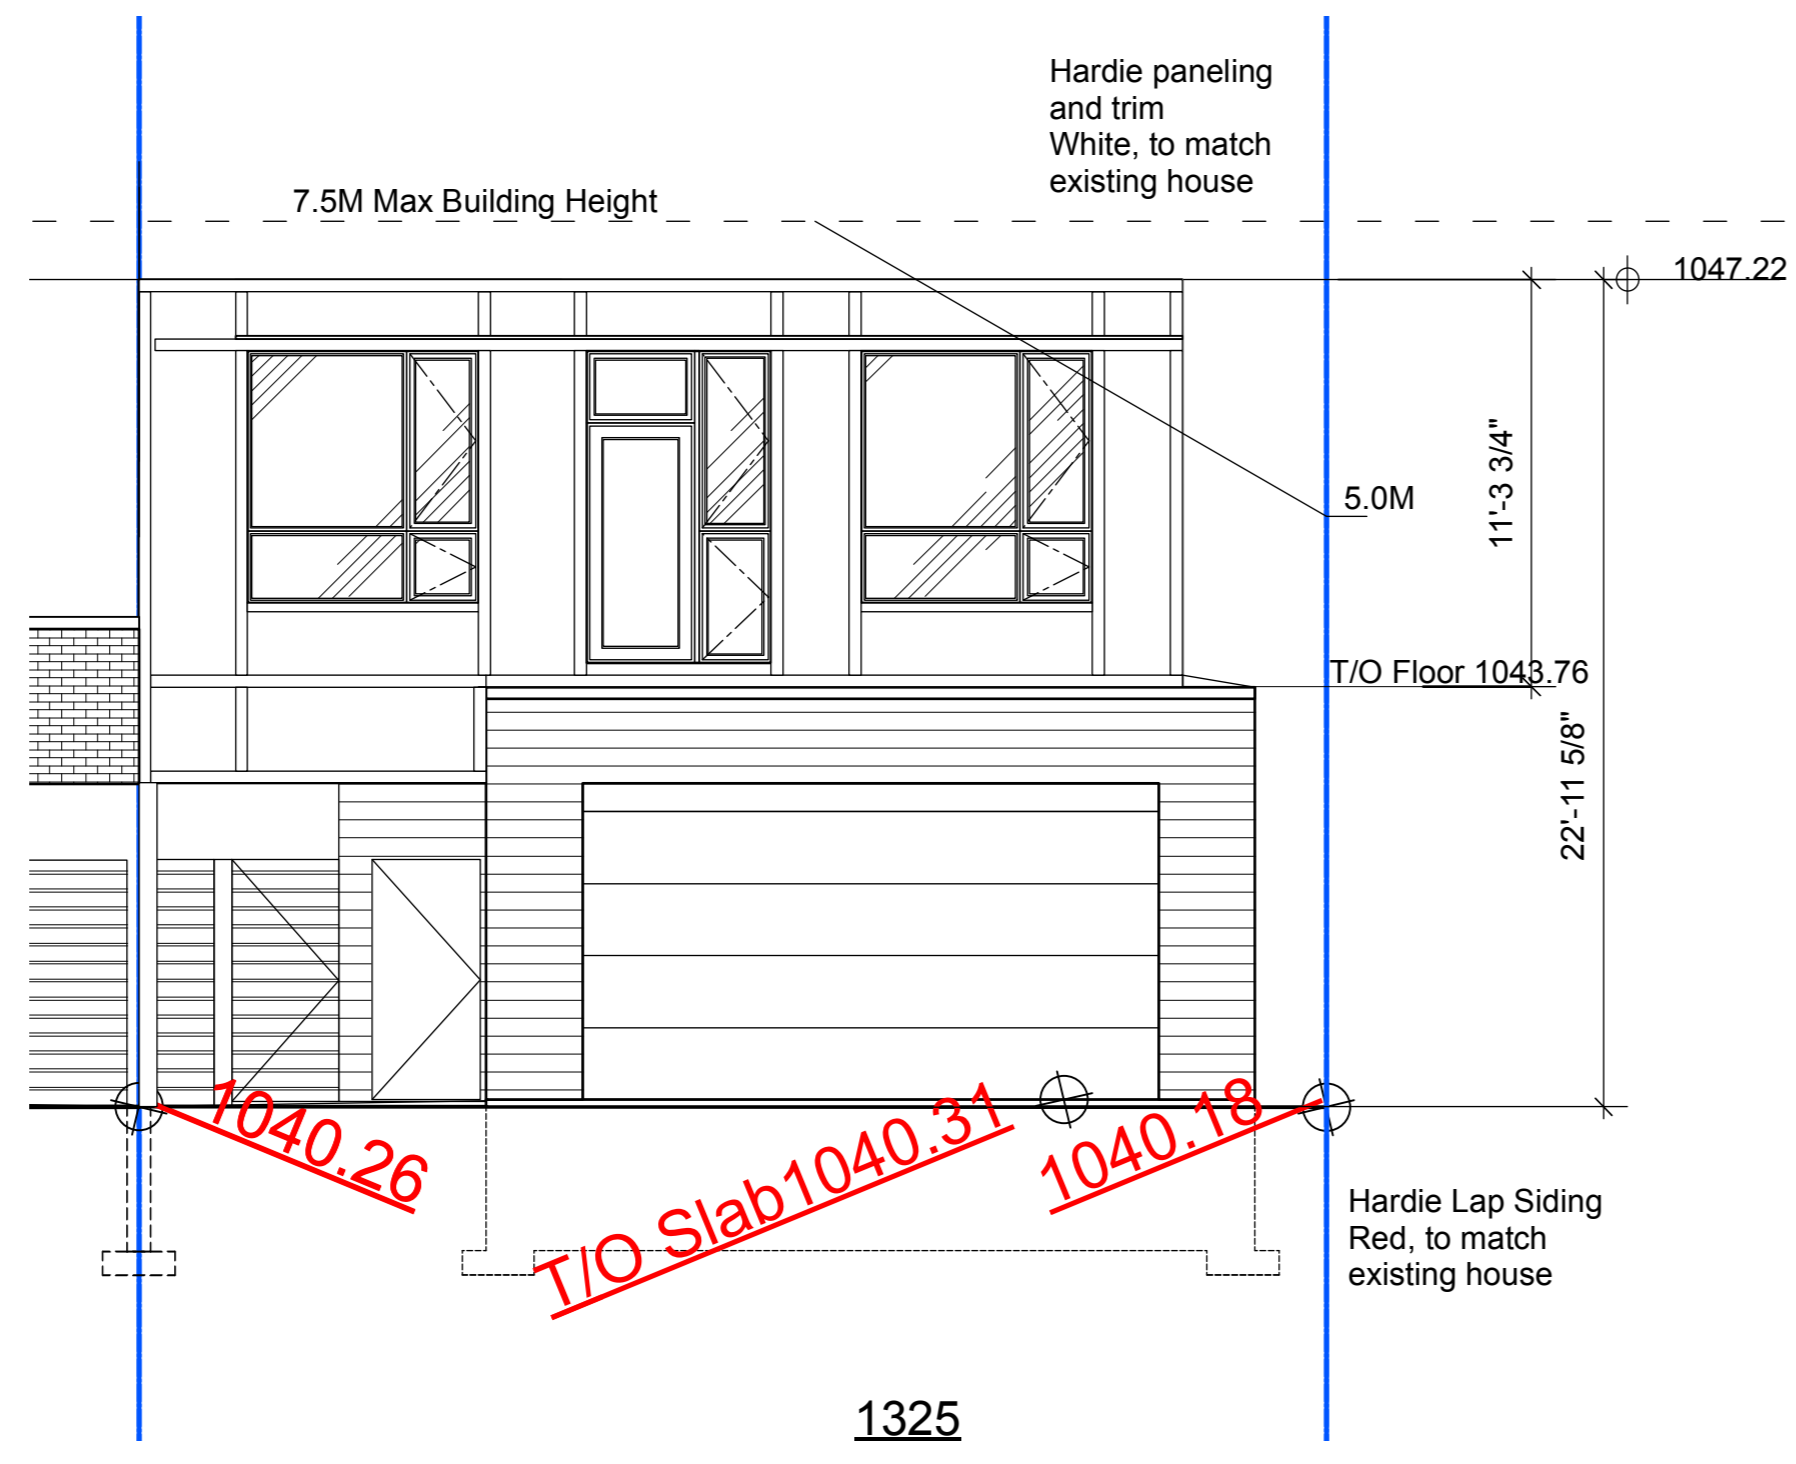 Hardie paneling
and trim
White, to match
existing house
7.5M Max Building Height
1047.22
5.0M
11'-3 3/4"
T/O Floor 1043.76
22'-11 5/8"
1040.26
T/O Slab1040.31
1040.18
Hardie Lap Siding
Red, to match
existing house
1325